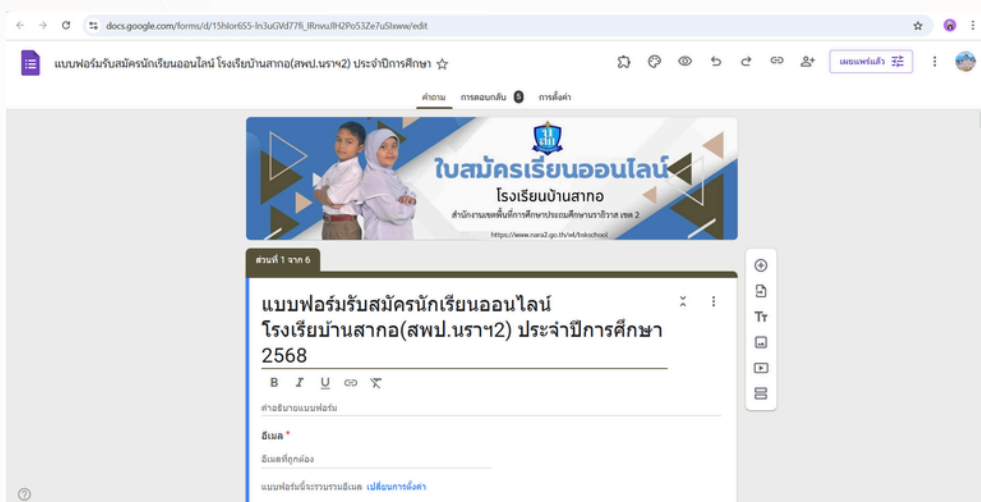 docs.google.com/forms/d/15hIor6S5-ln3uGVd77fi_IRnvuJlH2Po53Ze7uSlxww/edit
แบบฟอร์มรับสมัครนักเรียนออนไลน์ โรงเรียบ้านสากอ(สพป.นราฯ2) ประจำปีการศึกษา
เผยแพร่แล้ว
คำถาม การตอบกลับ 5 การตั้งค่า
ใบสมัครเรียนออนไลน์
โรงเรียนบ้านสากอ
สำนักงานเขตพื้นที่การศึกษาประถมศึกษานราธิวาส เขต 2
https://www.nara2.go.th/wl/bskschool
ส่วนที่ 1 จาก 6
แบบฟอร์มรับสมัครนักเรียนออนไลน์
โรงเรียบ้านสากอ(สพป.นราฯ2) ประจำปีการศึกษา
2568
B I U
คำอธิบายแบบฟอร์ม
อีเมล *
อีเมลที่ถูกต้อง
แบบฟอร์มนี้จะรวบรวมอีเมล เปลี่ยนการตั้งค่า
Tт